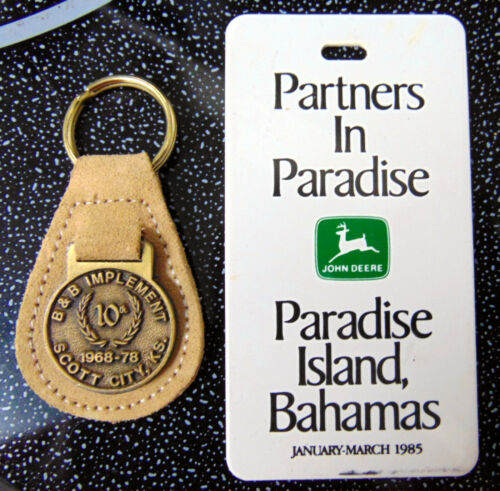 B&B IMPLEMENT
10th
1968-78
SCOTT CITY, KS.
Partners
In
Paradise
JOHN DEERE
Paradise
Island,
Bahamas
JANUARY-MARCH 1985